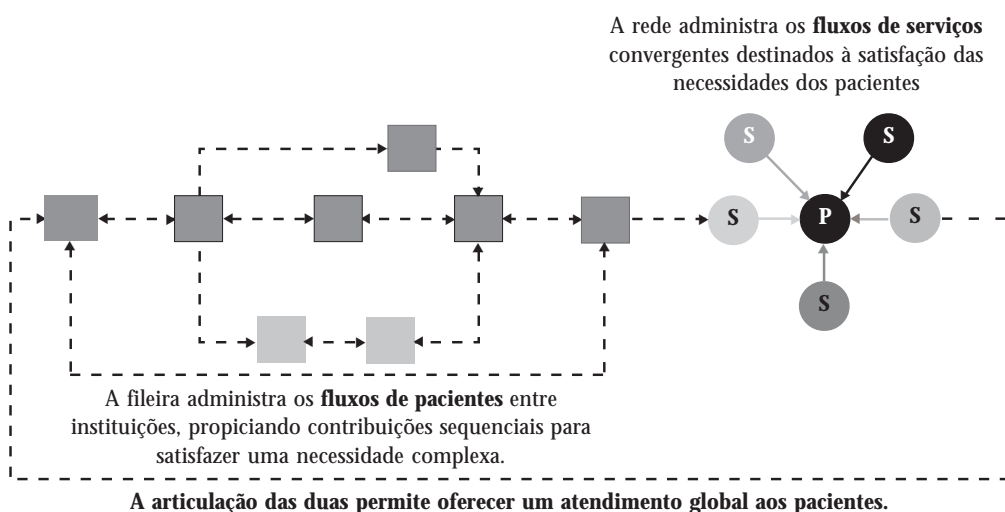 A rede administra os fluxos de serviços
convergentes destinados à satisfação das
necessidades dos pacientes
S
S
S
P
S
S
A fileira administra os fluxos de pacientes entre
instituições, propiciando contribuições sequenciais para
satisfazer uma necessidade complexa.
A articulação das duas permite oferecer um atendimento global aos pacientes.